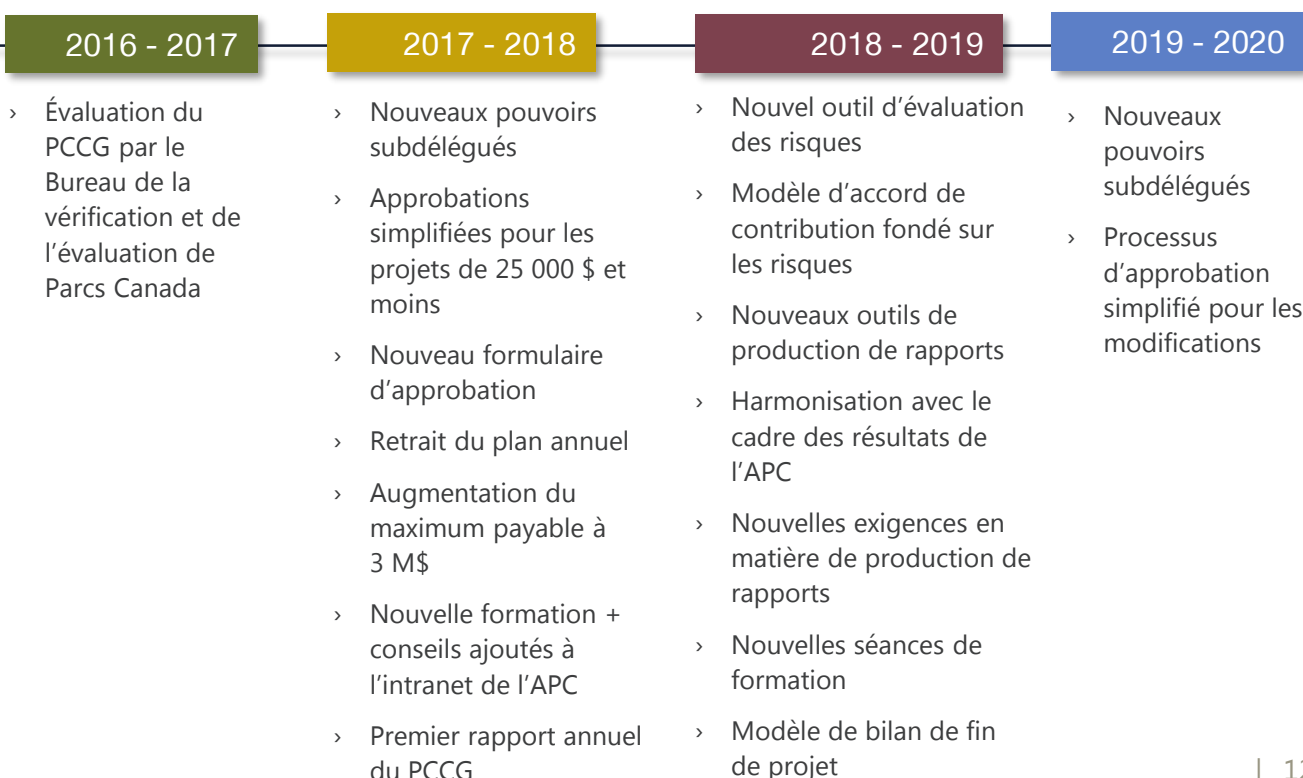 2016 - 2017
› Évaluation du
PCCG par le
Bureau de la
vérification et de
l’évaluation de
Parcs Canada
2017 - 2018
› Nouveaux pouvoirs
subdélégués
› Approbations
simplifiées pour les
projets de 25 000 $ et
moins
› Nouveau formulaire
d’approbation
› Retrait du plan annuel
› Augmentation du
maximum payable à
3 M$
› Nouvelle formation +
conseils ajoutés à
l’intranet de l’APC
› Premier rapport annuel
du PCCG
2018 - 2019
› Nouvel outil d’évaluation
des risques
› Modèle d’accord de
contribution fondé sur
les risques
› Nouveaux outils de
production de rapports
› Harmonisation avec le
cadre des résultats de
l’APC
› Nouvelles exigences en
matière de production de
rapports
› Nouvelles séances de
formation
› Modèle de bilan de fin
de projet
2019 - 2020
› Nouveaux
pouvoirs
subdélégués
› Processus
d’approbation
simplifié pour les
modifications